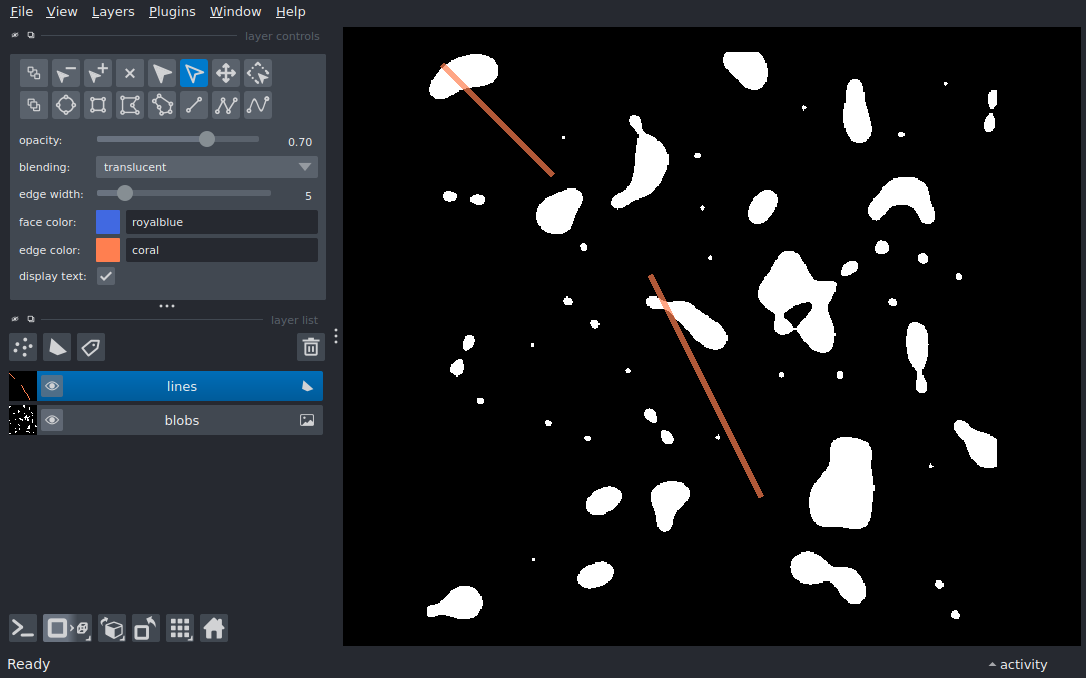 File View Layers Plugins Window Help
layer controls
opacity: 0.70
blending: translucent
edge width: 5
face color: royalblue
edge color: coral
display text:
layer list
lines
blobs
Ready
activity